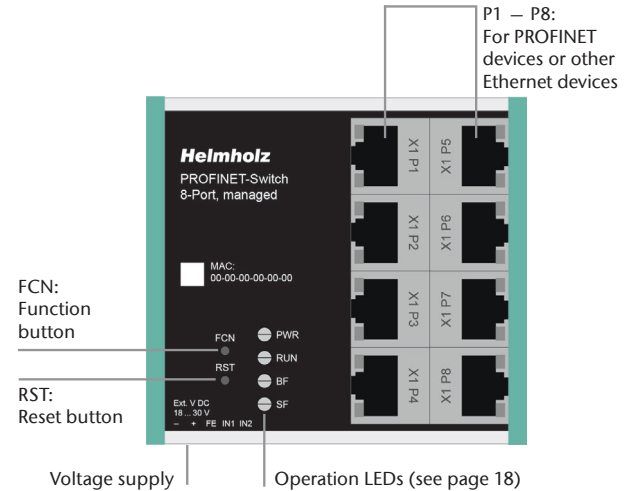 P1 – P8:
For PROFINET
devices or other
Ethernet devices
Helmholz
PROFINET-Switch
8-Port, managed
MAC:
00-00-00-00-00-00
X1 P1
X1 P5
X1 P2
X1 P6
X1 P3
X1 P7
X1 P4
X1 P8
FCN:
Function
button
FCN
RST
PWR
RUN
BF
SF
RST:
Reset button
Ext. V DC
18 ... 30 V
– + FE IN1 IN2
Voltage supply
Operation LEDs (see page 18)